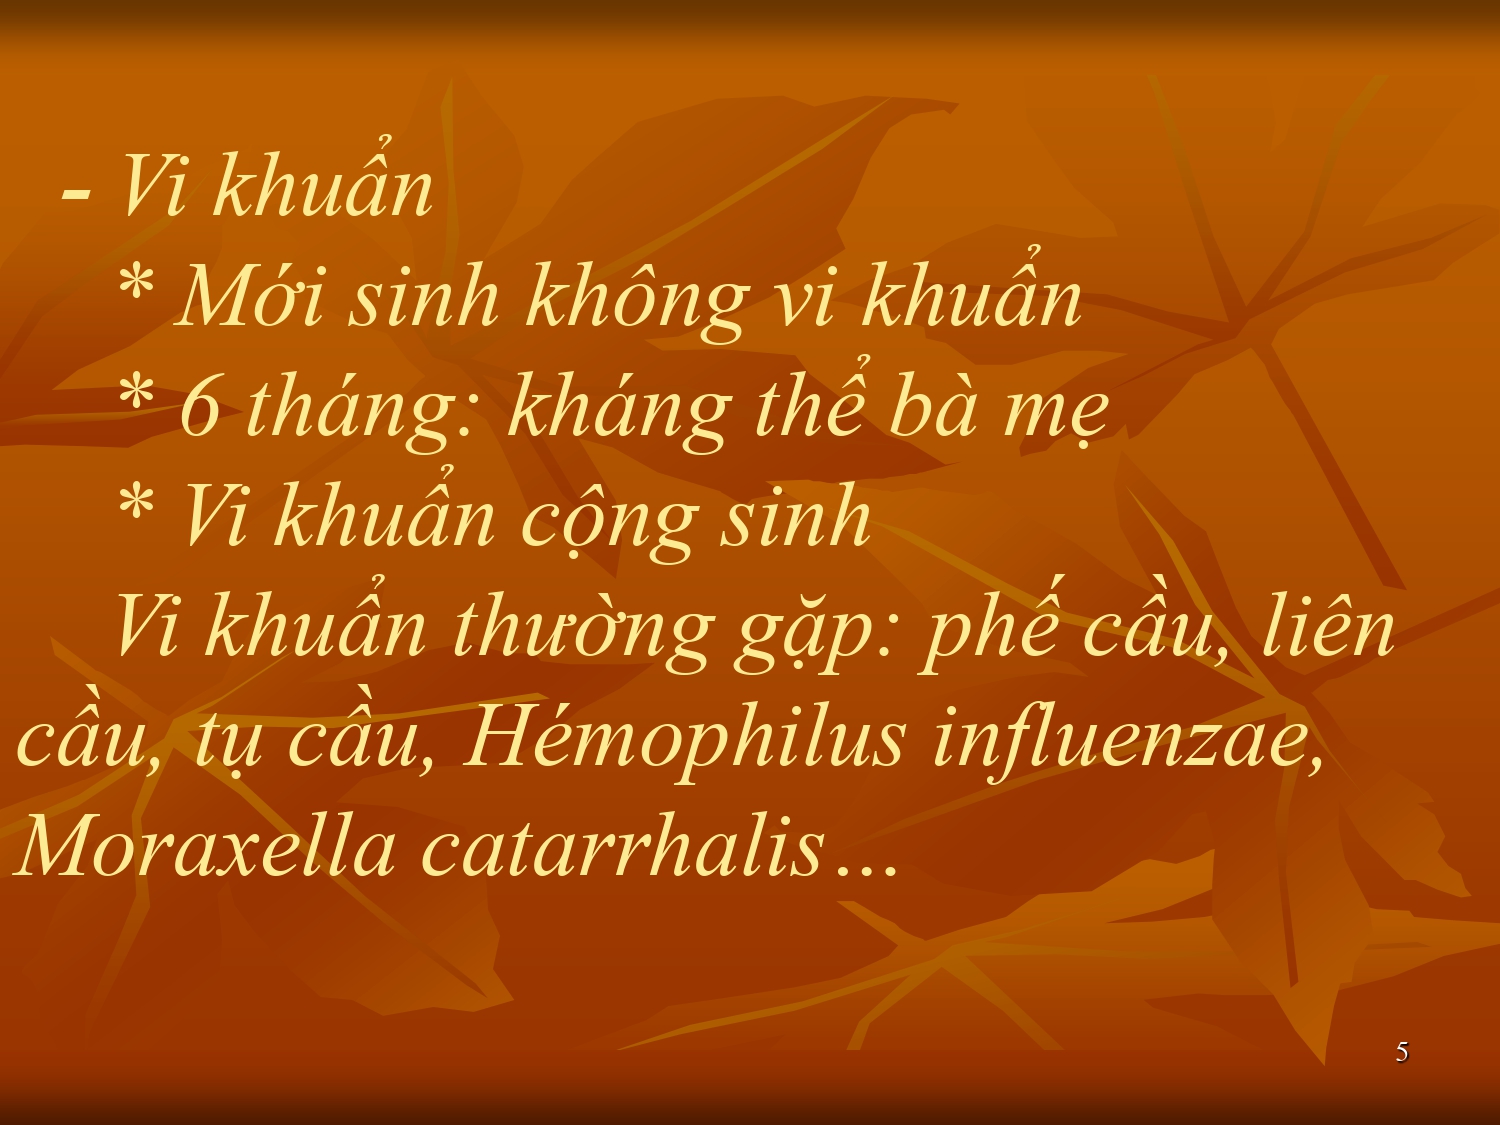 - Vi khuẩn
* Mới sinh không vi khuẩn
* 6 tháng: kháng thể bà mẹ
* Vi khuẩn cộng sinh
Vi khuẩn thường gặp: phế cầu, liên
cầu, tụ cầu, Hémophilus influenzae,
Moraxella catarrhalis…
5